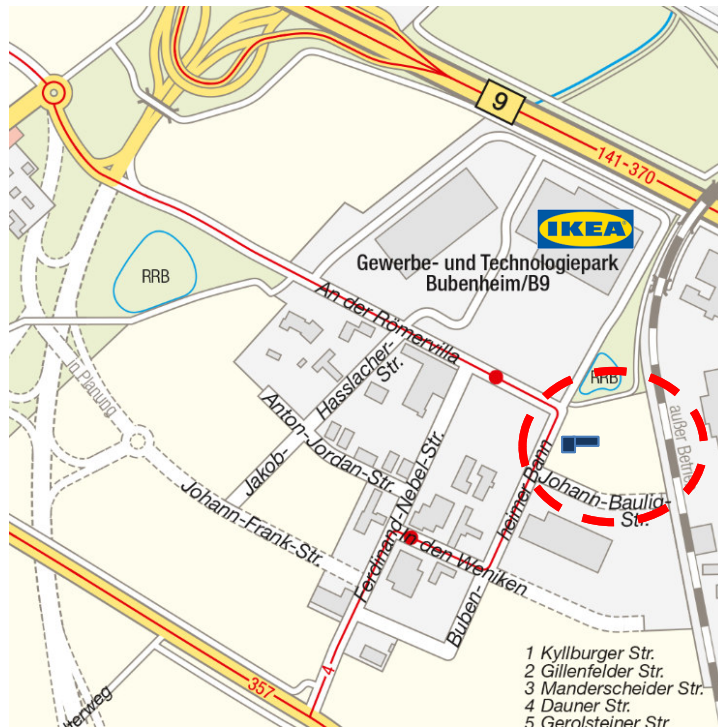 9
141-370
IKEA
Gewerbe- und Technologiepark
Bubenheim/B9
RRB
An der Römervilla
RRB
Hasslacher-
Str.
Jakob-
in Planung
Anton-Jordan-Str.
außer Betrieb
Ferdinand-Nebel-Str.
heimer Bann
Buben-
Johann-Baulig-
Str.
Johann-Frank-Str.
In den Weniken
357
4
1 Kyllburger Str.
2 Gillenfelder Str.
3 Manderscheider Str.
4 Dauner Str.
5 Gerolsteiner Str.